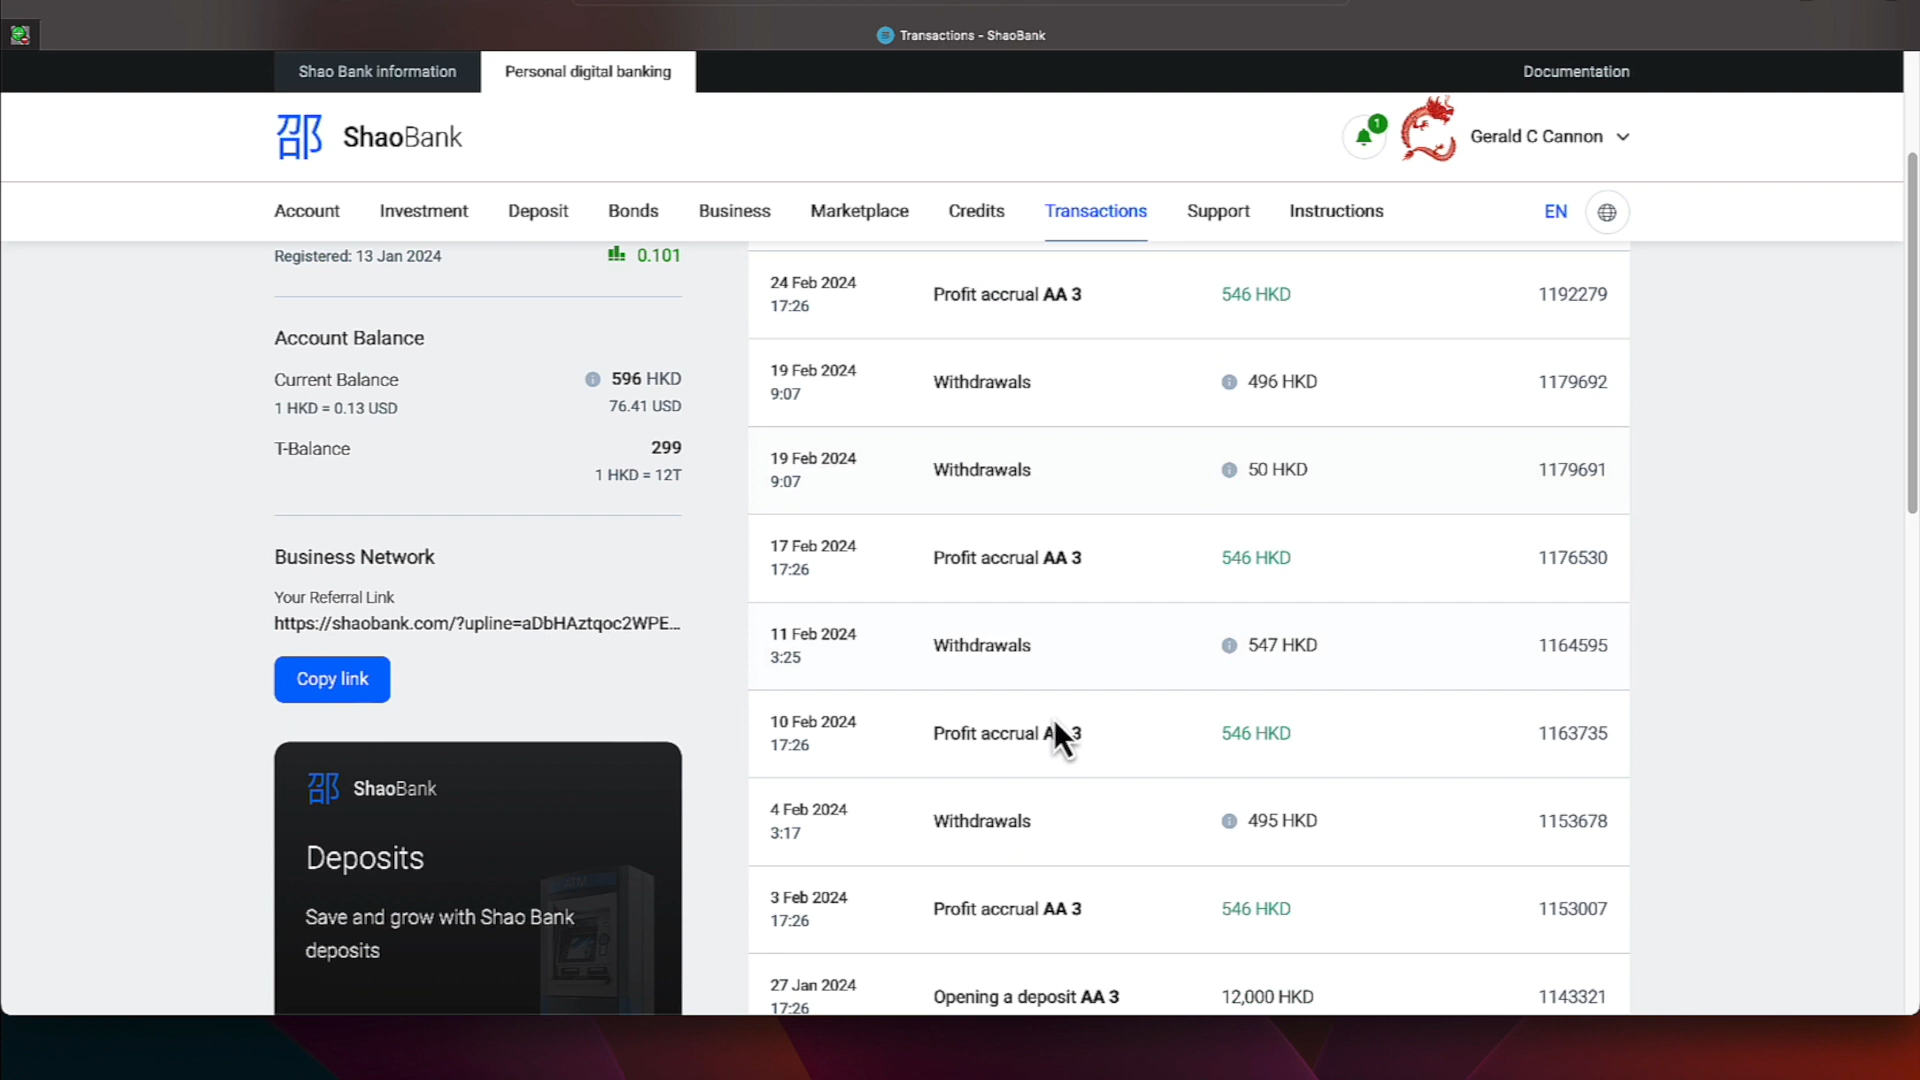 Transactions - ShaoBank
Shao Bank information
Personal digital banking
Documentation
邵 ShaoBank
1
Gerald C Cannon
Account
Investment
Deposit
Bonds
Business
Marketplace
Credits
Transactions
Support
Instructions
EN
Registered: 13 Jan 2024
0.101
Account Balance
Current Balance
596 HKD
1 HKD = 0.13 USD
76.41 USD
T-Balance
299
1 HKD = 12T
Business Network
Your Referral Link
https://shaobank.com/?upline=aDbHAztqoc2WPE...
Copy link
邵 ShaoBank
Deposits
Save and grow with Shao Bank
deposits
ATM
24 Feb 2024
17:26
Profit accrual AA 3
546 HKD
1192279
19 Feb 2024
9:07
Withdrawals
496 HKD
1179692
19 Feb 2024
9:07
Withdrawals
50 HKD
1179691
17 Feb 2024
17:26
Profit accrual AA 3
546 HKD
1176530
11 Feb 2024
3:25
Withdrawals
547 HKD
1164595
10 Feb 2024
17:26
Profit accrual A 3
546 HKD
1163735
4 Feb 2024
3:17
Withdrawals
495 HKD
1153678
3 Feb 2024
17:26
Profit accrual AA 3
546 HKD
1153007
27 Jan 2024
17:26
Opening a deposit AA 3
12,000 HKD
1143321